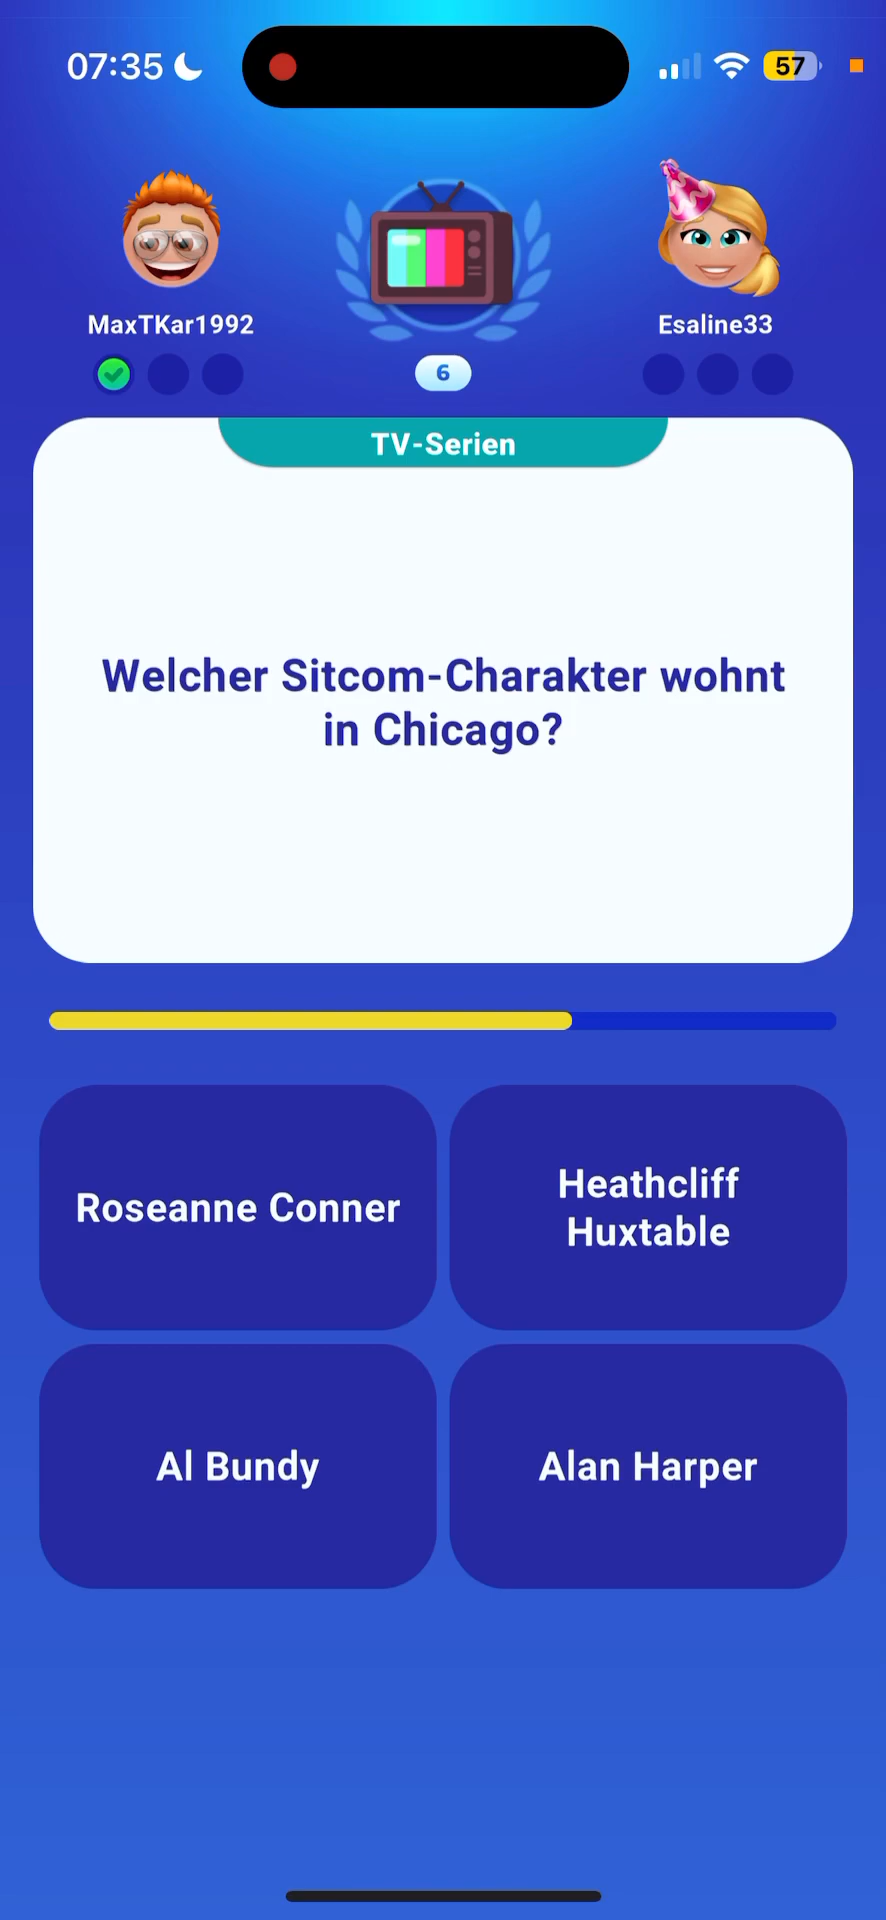 07:35
57
MaxTKar1992
Esaline33
6
TV-Serien
Welcher Sitcom-Charakter wohnt
in Chicago?
Roseanne Conner
Heathcliff
Huxtable
Al Bundy
Alan Harper